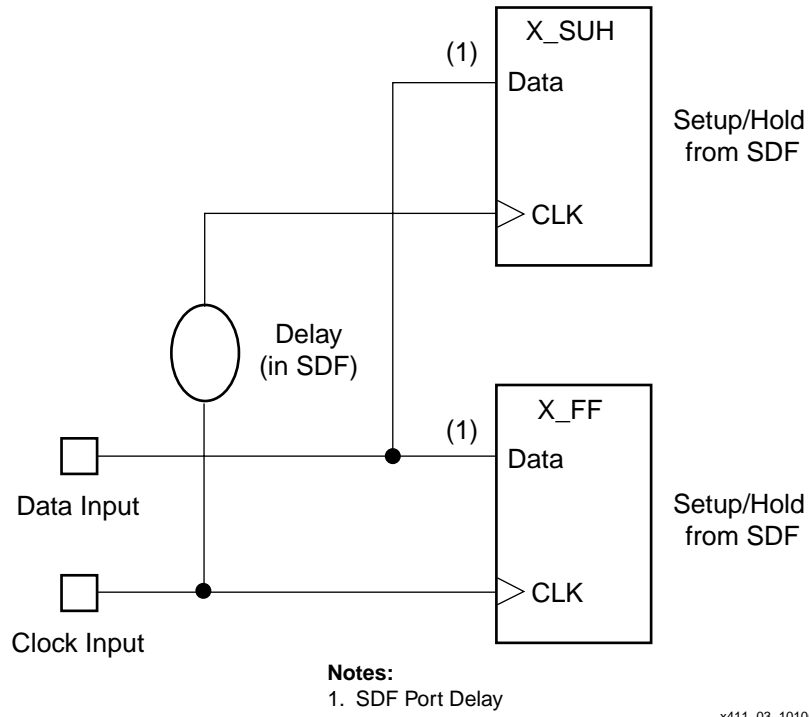 X_SUH
(1)
Data
Setup/Hold
from SDF
CLK
Delay
(in SDF)
X_FF
(1)
Data
Data Input
Setup/Hold
from SDF
CLK
Clock Input
Notes:
1. SDF Port Delay
x411_03_1010